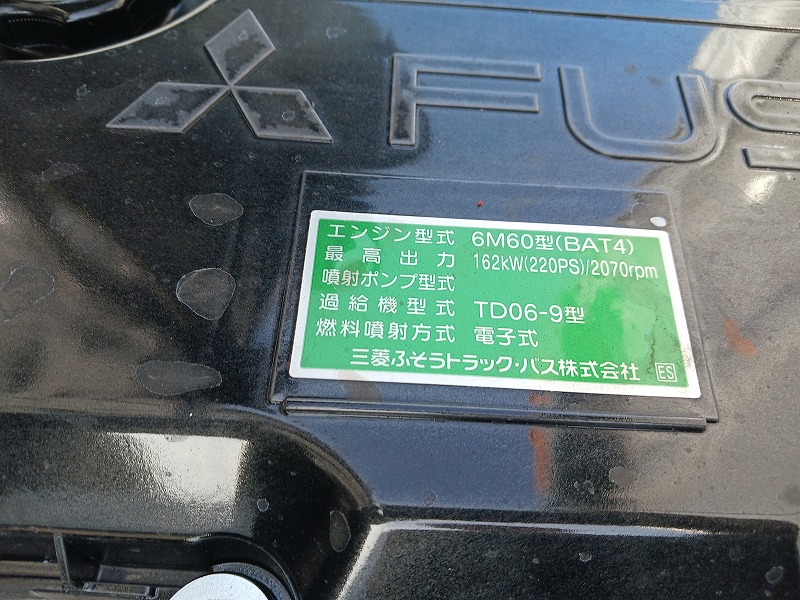 FUS
エンジン型式 6M60型(BAT4)
最高出力 162kW(220PS)/2070rpm
噴射ポンプ型式
過給機型式 TD06-9型
燃料噴射方式 電子式
三菱ふそうトラック・バス株式会社 ES